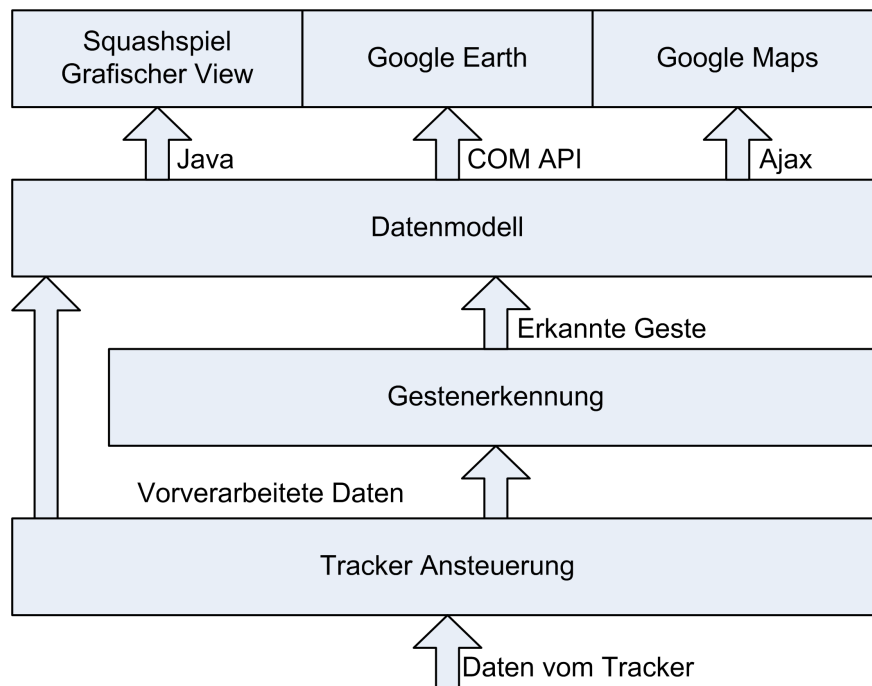 Squashspiel
Grafischer View
Google Earth
Google Maps
Java
COM API
Ajax
Datenmodell
Erkannte Geste
Gestenerkennung
Vorverarbeitete Daten
Tracker Ansteuerung
Daten vom Tracker